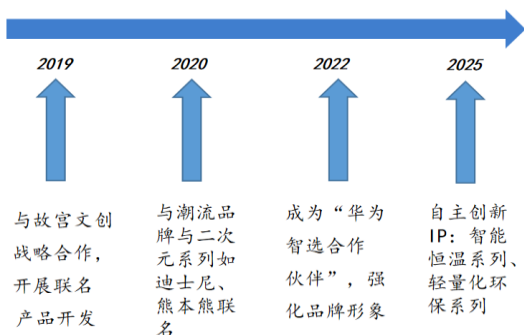 2019
2020
2022
2025
与故宫文创
战略合作，
开展联名
产品开发
与潮流品
牌与二次
元系列如
迪士尼、
熊本熊联
名
成为“华为
智选合作
伙伴”，强
化品牌形象
自主创新
IP：智能
恒温系列、
轻量化环
保系列